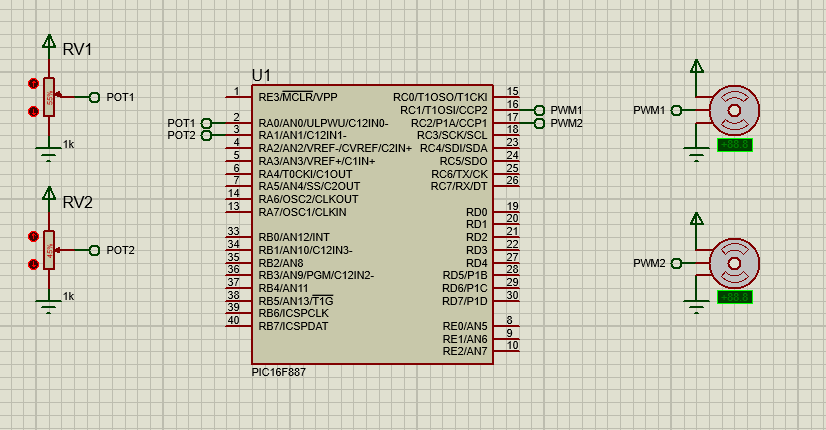 RV1
55%
POT1
1k
RV2
45%
POT2
1k
U1
POT1
POT2
1 RE3/MCLR/VPP
2 RA0/AN0/ULPWU/C12IN0-
3 RA1/AN1/C12IN1-
4 RA2/AN2/VREF-/CVREF/C2IN+
5 RA3/AN3/VREF+/C1IN+
6 RA4/T0CKI/C1OUT
7 RA5/AN4/SS/C2OUT
14 RA6/OSC2/CLKOUT
13 RA7/OSC1/CLKIN
33 RB0/AN12/INT
34 RB1/AN10/C12IN3-
35 RB2/AN8
36 RB3/AN9/PGM/C12IN2-
37 RB4/AN11
38 RB5/AN13/T1G
39 RB6/ICSPCLK
40 RB7/ICSPDAT
RC0/T1OSO/T1CKI 15
RC1/T1OSI/CCP2 16
RC2/P1A/CCP1 17
RC3/SCK/SCL 18
RC4/SDI/SDA 23
RC5/SDO 24
RC6/TX/CK 25
RC7/RX/DT 26
RD0 19
RD1 20
RD2 21
RD3 22
RD4 27
RD5/P1B 28
RD6/P1C 29
RD7/P1D 30
RE0/AN5 8
RE1/AN6 9
RE2/AN7 10
PIC16F887
PWM1
PWM2
PWM1
+88.8
PWM2
+88.8